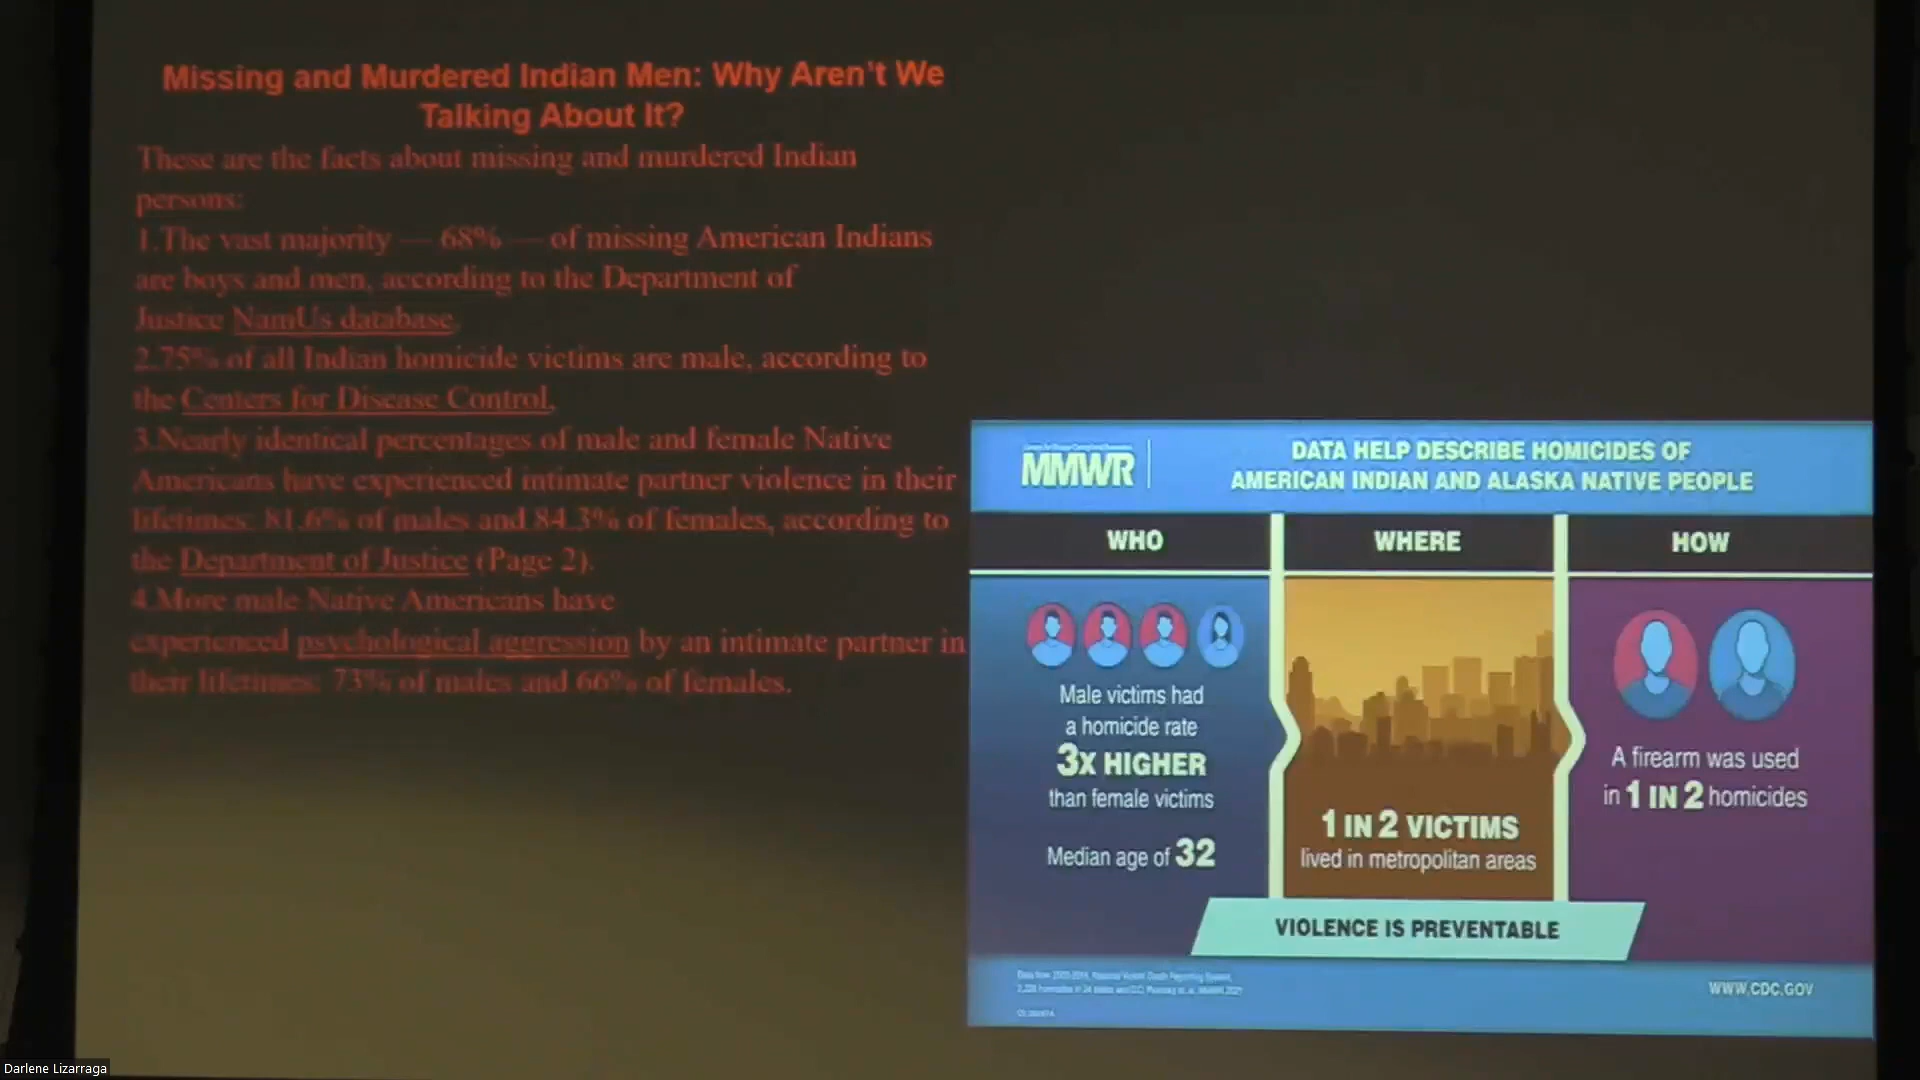 Missing and Murdered Indian Men: Why Aren't We
Talking About It?
These are the facts about missing and murdered Indian
persons:
1.The vast majority — 68% — of missing American Indians
are boys and men, according to the Department of
Justice NamUs database.
2.75% of all Indian homicide victims are male, according to
the Centers for Disease Control.
3.Nearly identical percentages of male and female Native
Americans have experienced intimate partner violence in their
lifetimes: 81.6% of males and 84.3% of females, according to
the Department of Justice (Page 2).
4.More male Native Americans have
experienced psychological aggression by an intimate partner in
their lifetimes: 73% of males and 66% of females.
MMWR
DATA HELP DESCRIBE HOMICIDES OF
AMERICAN INDIAN AND ALASKA NATIVE PEOPLE
WHO
WHERE
HOW
Male victims had
a homicide rate
3X HIGHER
than female victims
Median age of 32
1 IN 2 VICTIMS
lived in metropolitan areas
A firearm was used
in 1 IN 2 homicides
VIOLENCE IS PREVENTABLE
WWW.CDC.GOV
Darlene Lizarraga